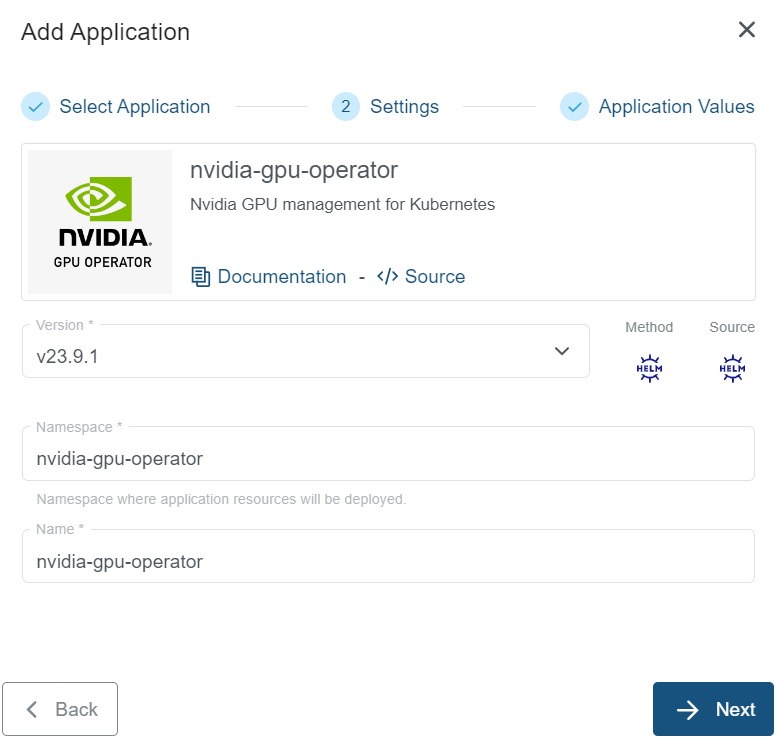 Add Application
Select Application
2 Settings
Application Values
nvidia-gpu-operator
Nvidia GPU management for Kubernetes
NVIDIA.
GPU OPERATOR
Documentation - </> Source
Version *
v23.9.1
Method
Source
HELM
HELM
Namespace *
nvidia-gpu-operator
Namespace where application resources will be deployed.
Name *
nvidia-gpu-operator
Back
Next